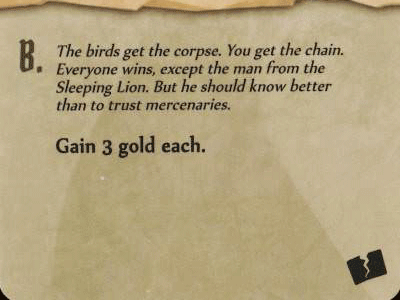 B.
The birds get the corpse. You get the chain.
Everyone wins, except the man from the
Sleeping Lion. But he should know better
than to trust mercenaries.
Gain 3 gold each.